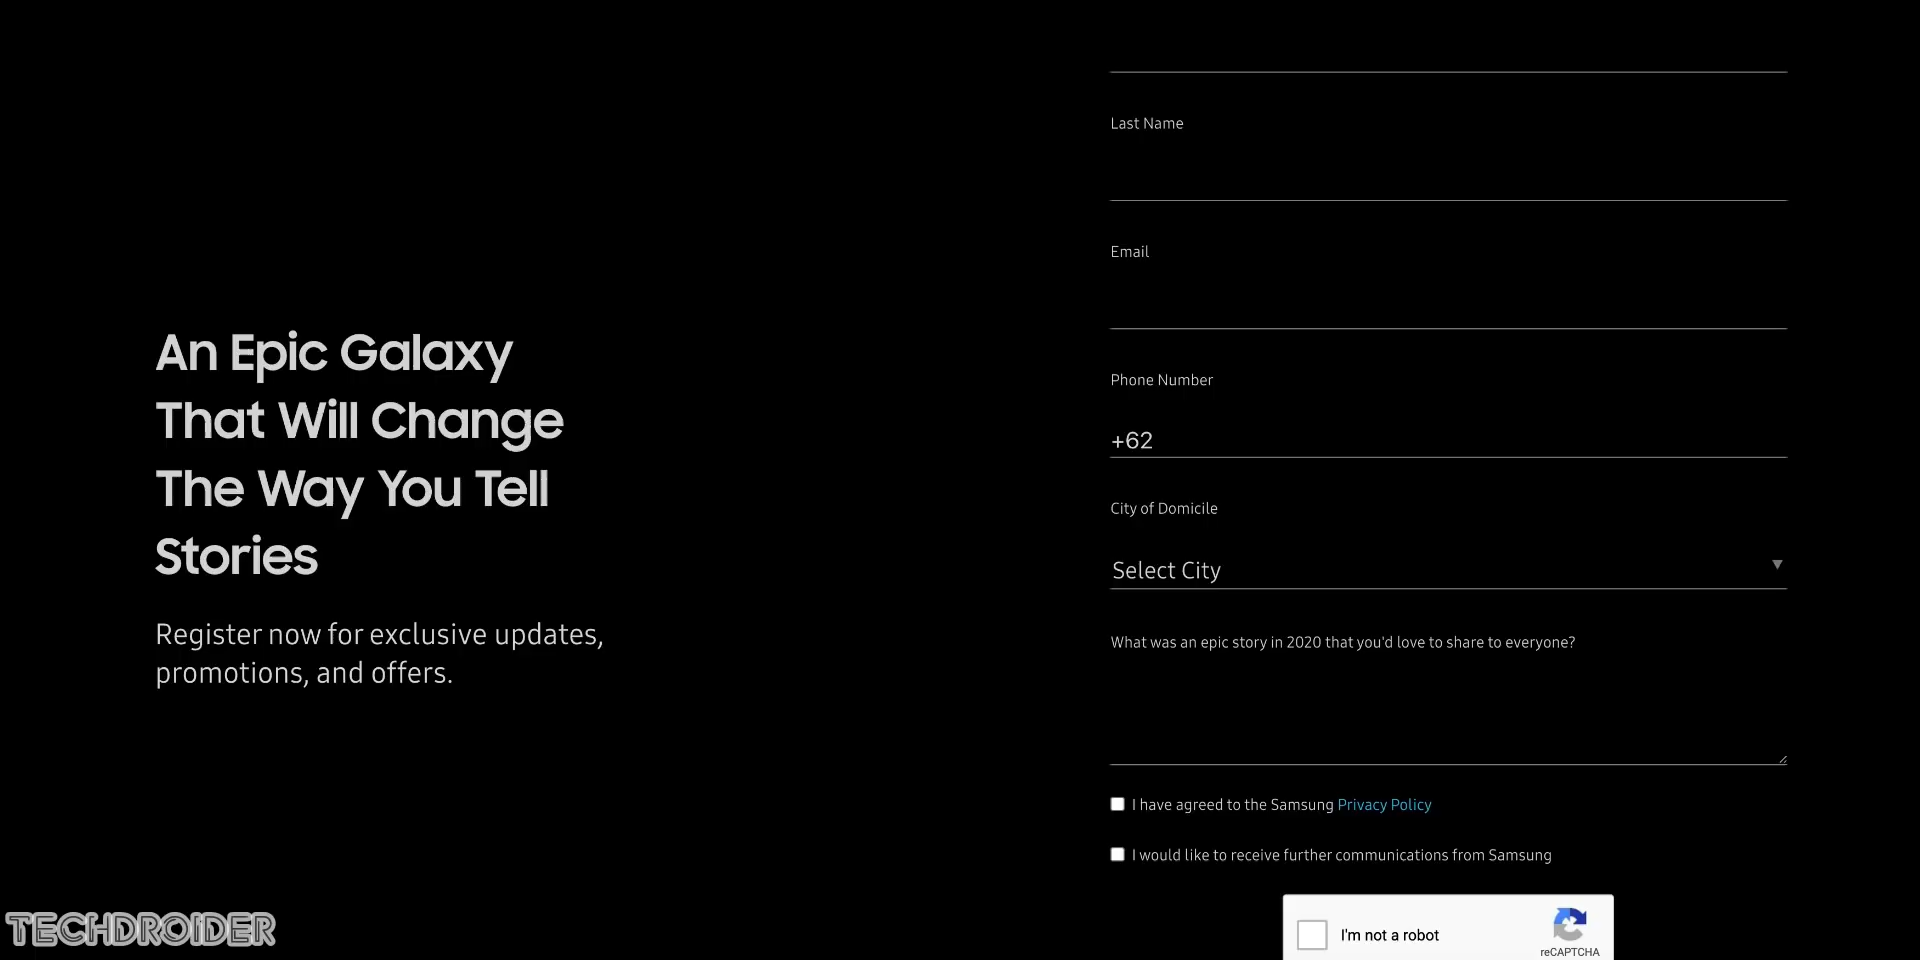 An Epic Galaxy
That Will Change
The Way You Tell
Stories
Register now for exclusive updates,
promotions, and offers.
Last Name
Email
Phone Number
+62
City of Domicile
Select City
What was an epic story in 2020 that you'd love to share to everyone?
I have agreed to the Samsung Privacy Policy
I would like to receive further communications from Samsung
I'm not a robot
reCAPTCHA
TECHDROIDER